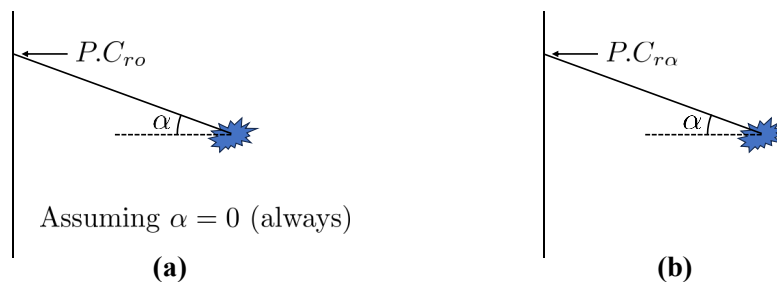 P.C_{ro}
P.C_{rα}
α
α
Assuming α = 0 (always)
(a)
(b)